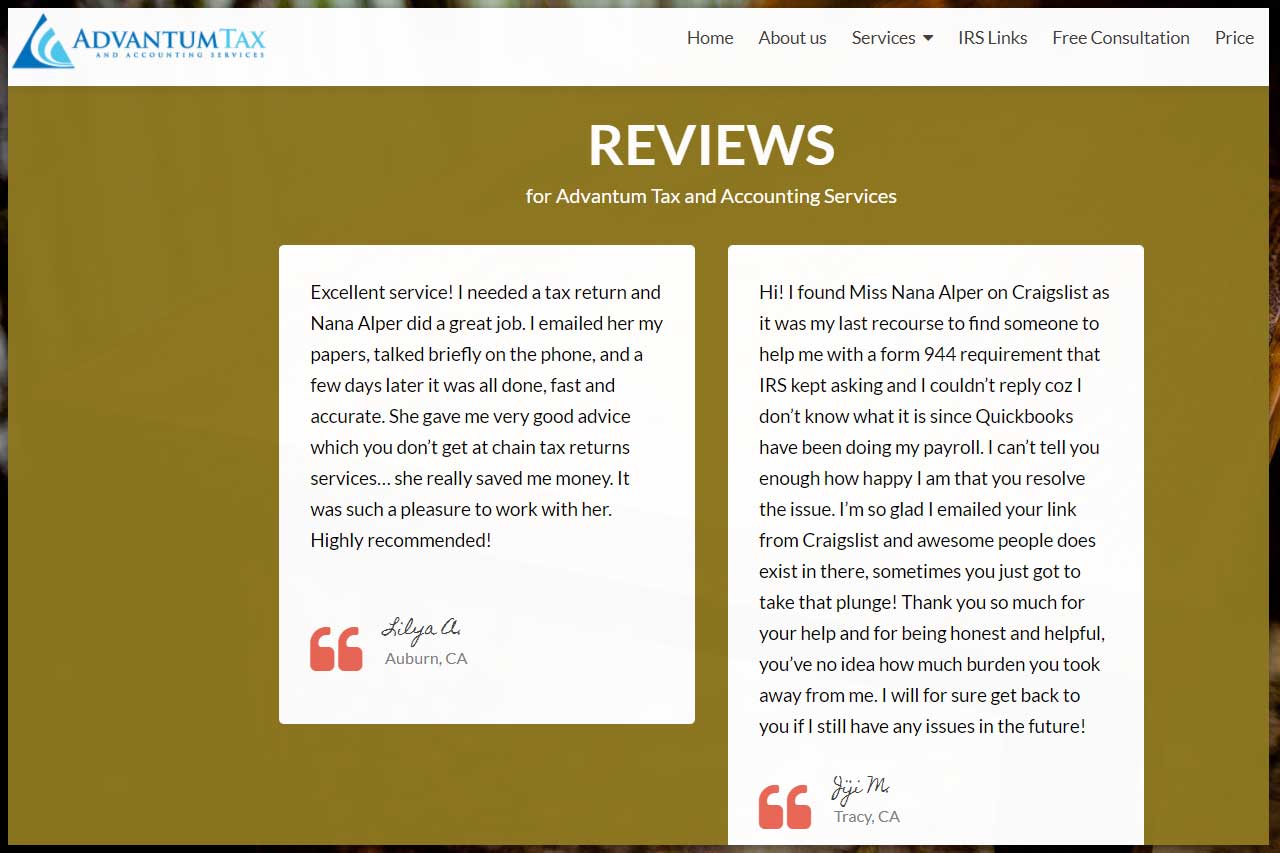 ADVANTUMTAX
AND ACCOUNTING SERVICES
Home About us Services IRS Links Free Consultation Price
REVIEWS
for Advantum Tax and Accounting Services
Excellent service! I needed a tax return and
Nana Alper did a great job. I emailed her my
papers, talked briefly on the phone, and a
few days later it was all done, fast and
accurate. She gave me very good advice
which you don’t get at chain tax returns
services… she really saved me money. It
was such a pleasure to work with her.
Highly recommended!
Lilya A.
Auburn, CA
Hi! I found Miss Nana Alper on Craigslist as
it was my last recourse to find someone to
help me with a form 944 requirement that
IRS kept asking and I couldn’t reply coz I
don’t know what it is since Quickbooks
have been doing my payroll. I can’t tell you
enough how happy I am that you resolve
the issue. I’m so glad I emailed your link
from Craigslist and awesome people does
exist in there, sometimes you just got to
take that plunge! Thank you so much for
your help and for being honest and helpful,
you’ve no idea how much burden you took
away from me. I will for sure get back to
you if I still have any issues in the future!
Jiji M.
Tracy, CA